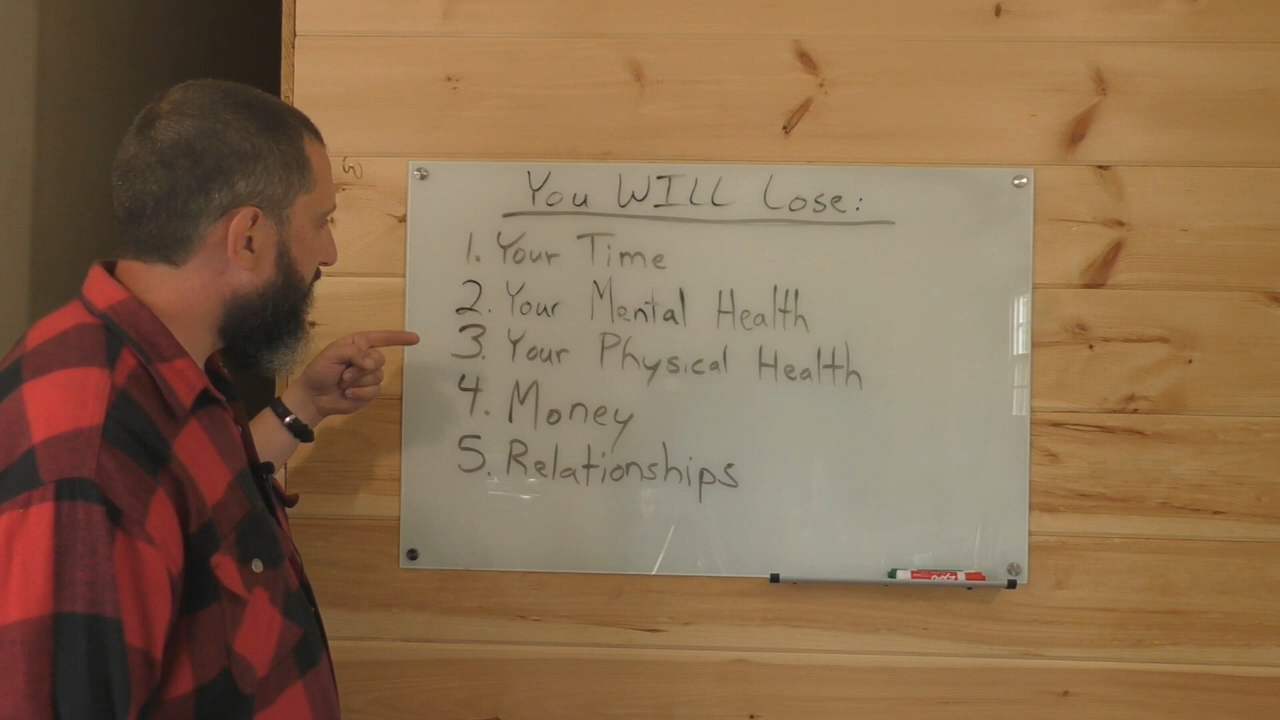 You WILL Lose:
1. Your Time
2. Your Mental Health
3. Your Physical Health
4. Money
5. Relationships